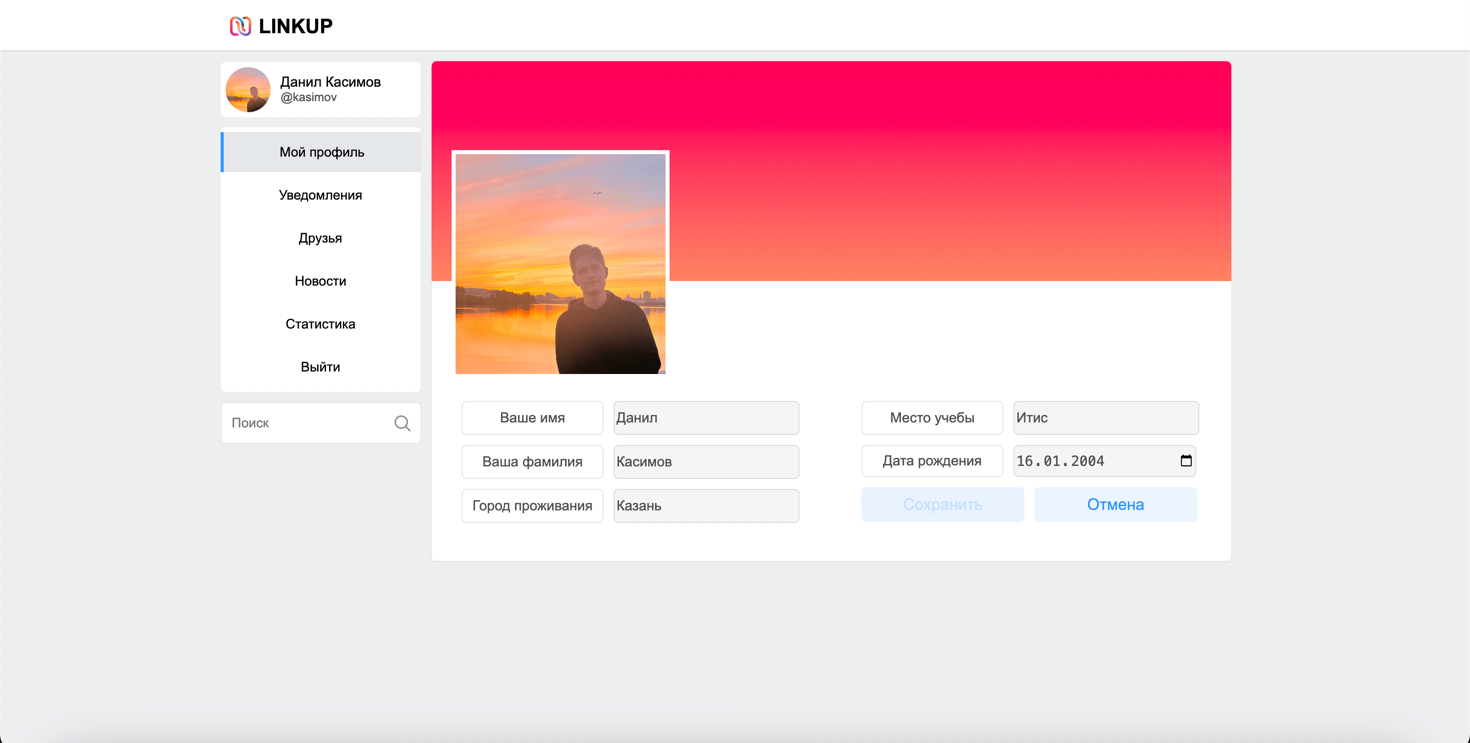 LINKUP
Данил Касимов
@kasimov
Мой профиль
Уведомления
Друзья
Новости
Статистика
Выйти
Поиск
Ваше имя
Данил
Ваша фамилия
Касимов
Город проживания
Казань
Место учебы
Итис
Дата рождения
16.01.2004
Сохранить
Отмена